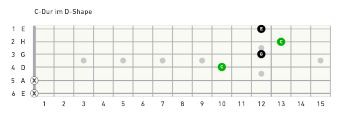 C-Dur im D-Shape
1 E E
2 H C
3 G G
4 D C
5 A X
6 E X
1 2 3 4 5 6 7 8 9 10 11 12 13 14 15